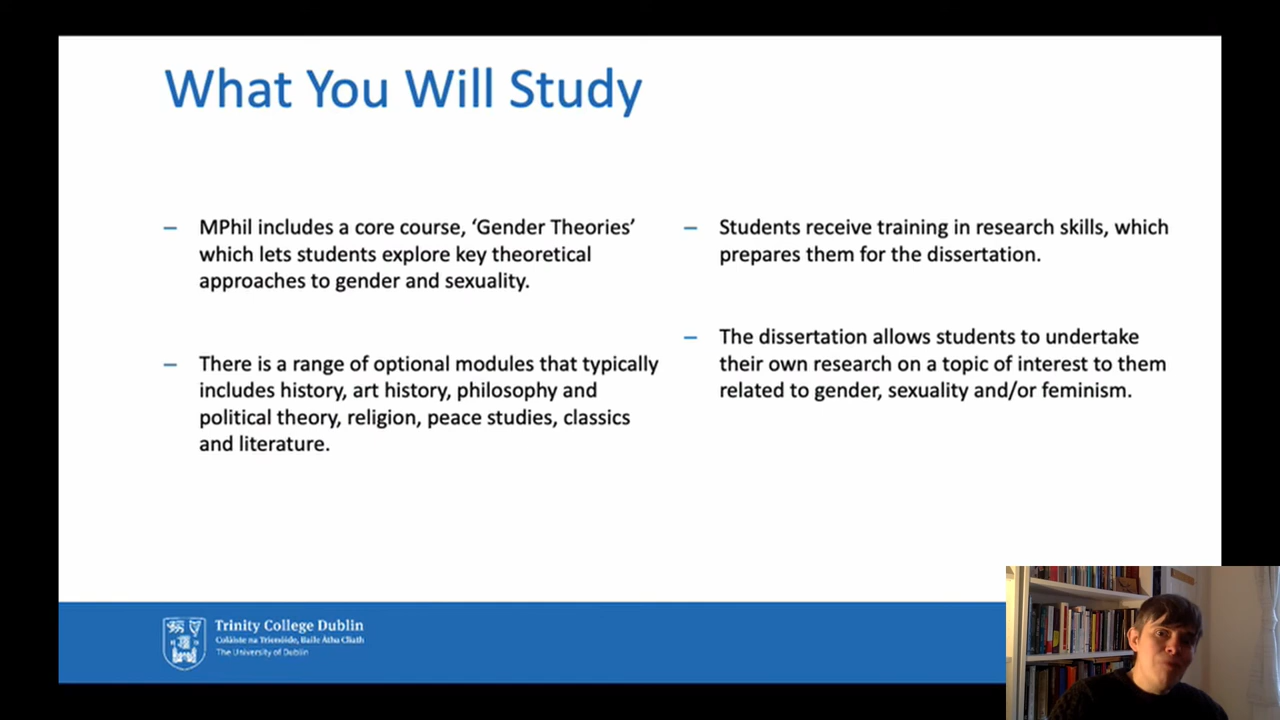 What You Will Study
– MPhil includes a core course, ‘Gender Theories’
which lets students explore key theoretical
approaches to gender and sexuality.
– There is a range of optional modules that typically
includes history, art history, philosophy and
political theory, religion, peace studies, classics
and literature.
– Students receive training in research skills, which
prepares them for the dissertation.
– The dissertation allows students to undertake
their own research on a topic of interest to them
related to gender, sexuality and/or feminism.
Trinity College Dublin
Coláiste na Tríonóide, Baile Átha Cliath
The University of Dublin